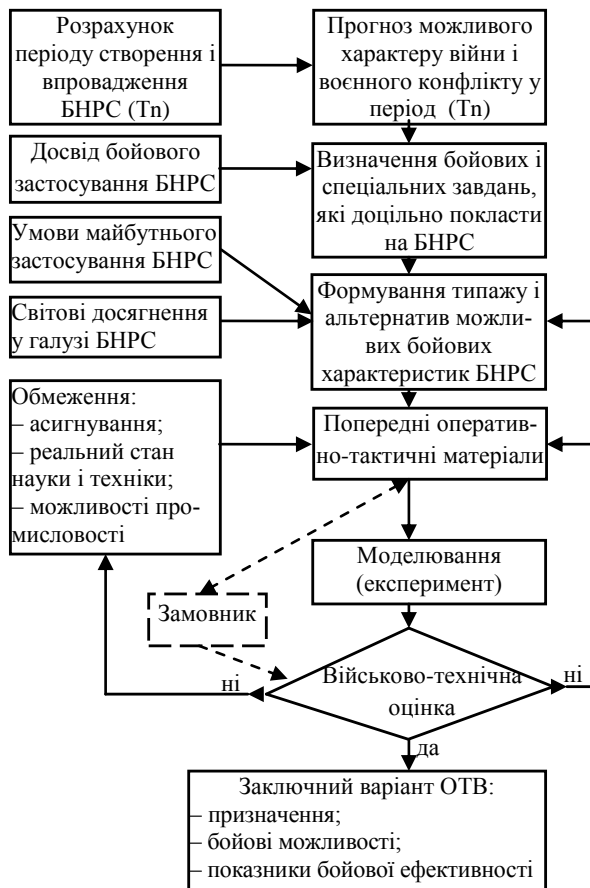 Розрахунок
періоду створення і
впровадження
БНРС (Тn)
Прогноз можливого
характеру війни і
воєнного конфлікту у
період (Тn)
Досвід бойового
застосування БНРС
Визначення бойових і
спеціальних завдань,
які доцільно покласти
на БНРС
Умови майбутнього
застосування БНРС
Світові досягнення
у галузі БНРС
Формування типажу і
альтернатив можли-
вих бойових
характеристик БНРС
Обмеження:
– асигнування;
– реальний стан
науки і техніки;
– можливості про-
мисловості
Попередні оператив-
но-тактичні матеріали
Моделювання
(експеримент)
Замовник
Військово-технічна
оцінка
ні
ні
да
Заключний варіант ОТВ:
– призначення;
– бойові можливості;
– показники бойової ефективності